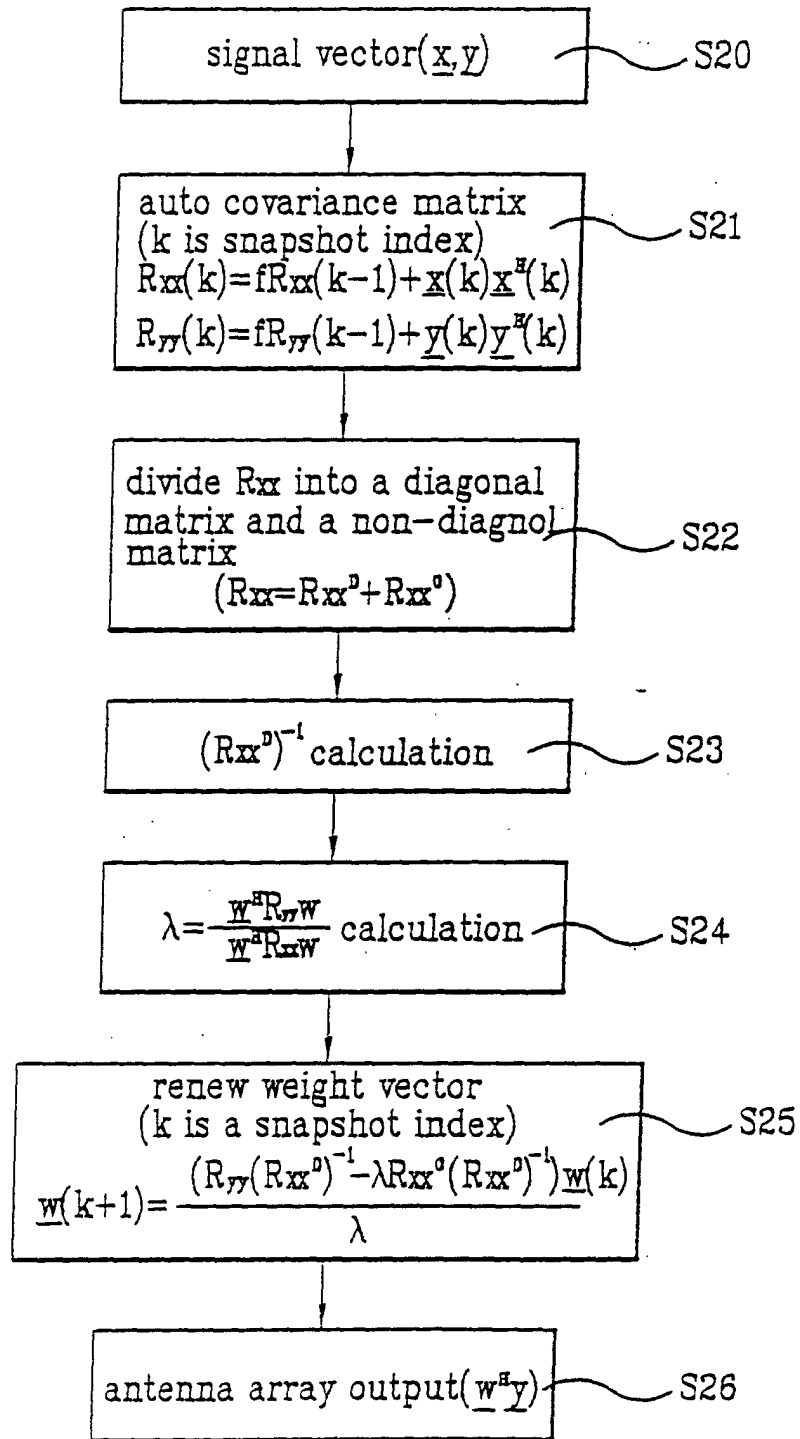 signal vector(x,y) S20
auto covariance matrix
(k is snapshot index) S21
Rxx(k)=fRxx(k-1)+x(k)x^H(k)
Ryy(k)=fRyy(k-1)+y(k)y^H(k)
divide Rxx into a diagonal
matrix and a non-diagnol
matrix S22
(Rxx=Rxx^D+Rxx^O)
(Rxx^D)^-1 calculation S23
λ= w^H Ryy w / w^H Rxx w calculation S24
renew weight vector
(k is a snapshot index) S25
w(k+1)= (Ryy(Rxx^D)^-1-λRxx^O(Rxx^D)^-1)w(k) / λ
antenna array output(w^H y) S26